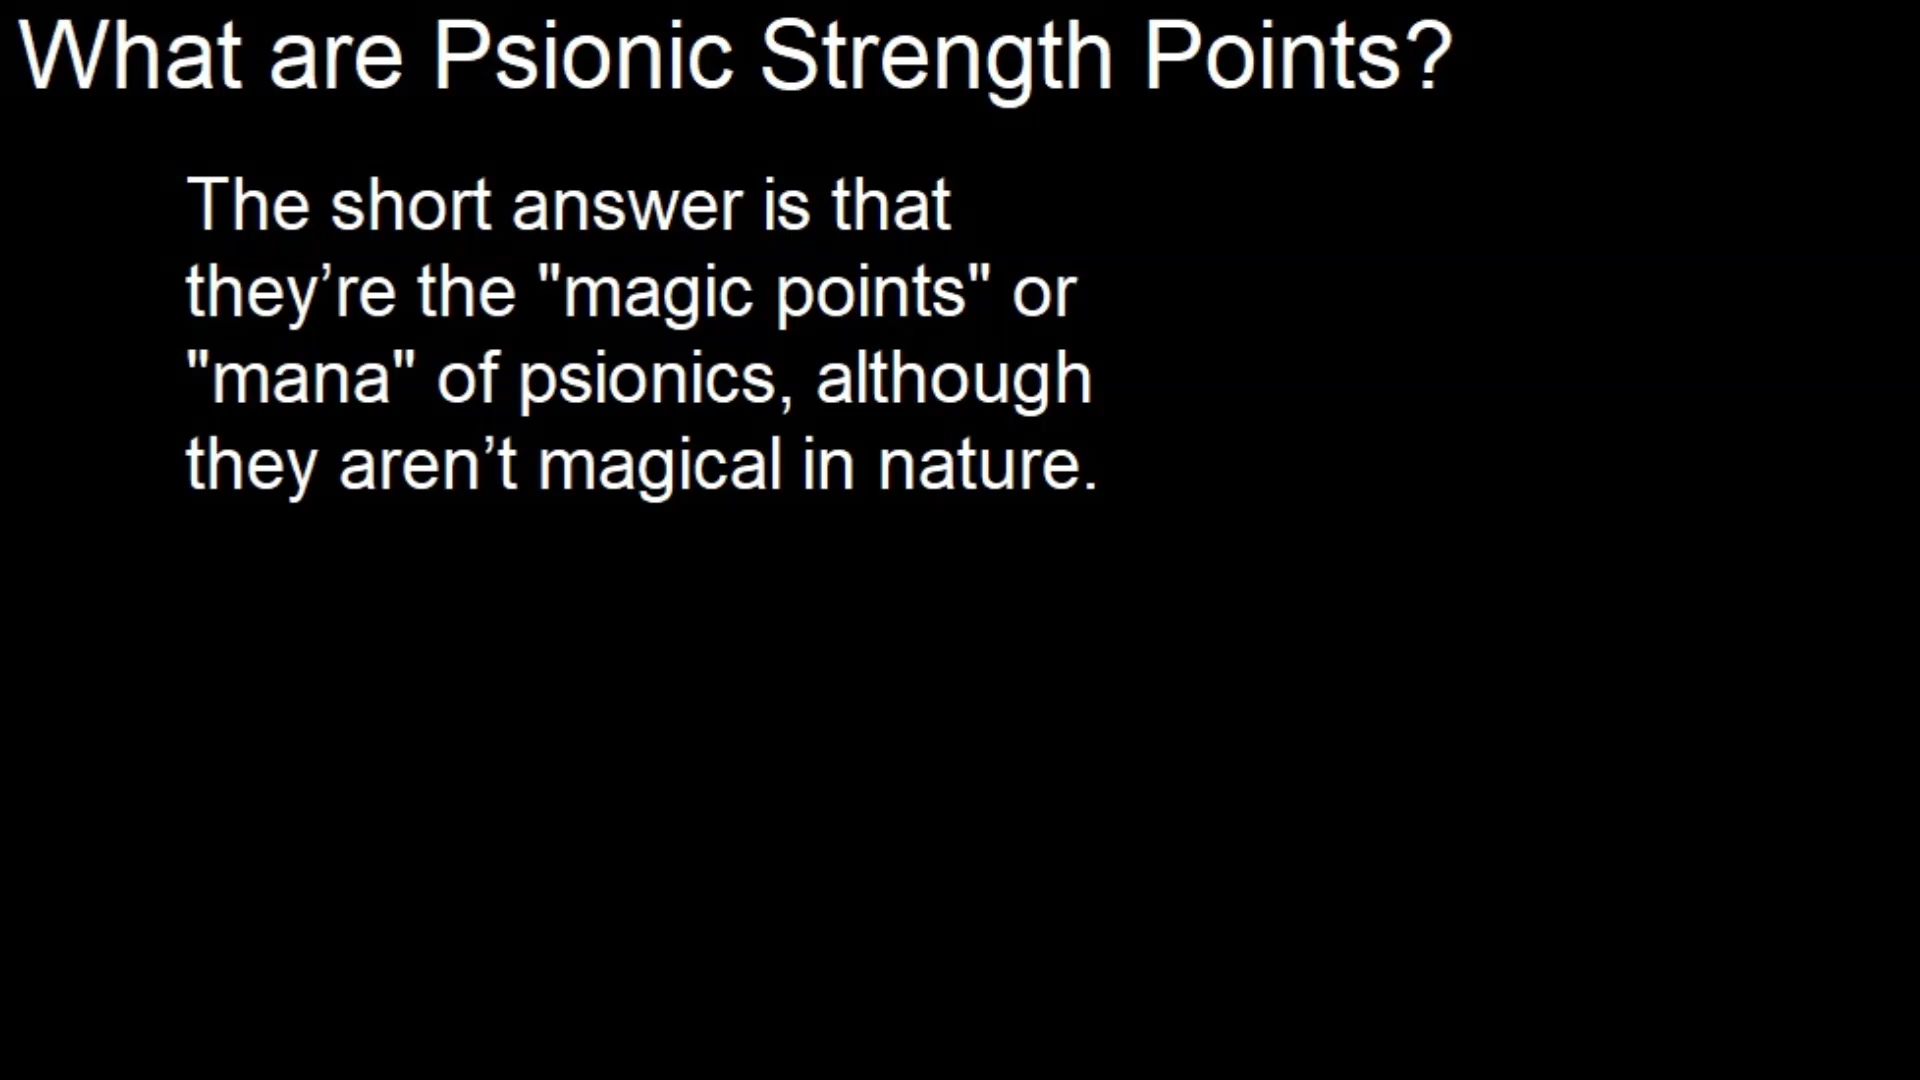 What are Psionic Strength Points?
The short answer is that
they’re the "magic points" or
"mana" of psionics, although
they aren’t magical in nature.